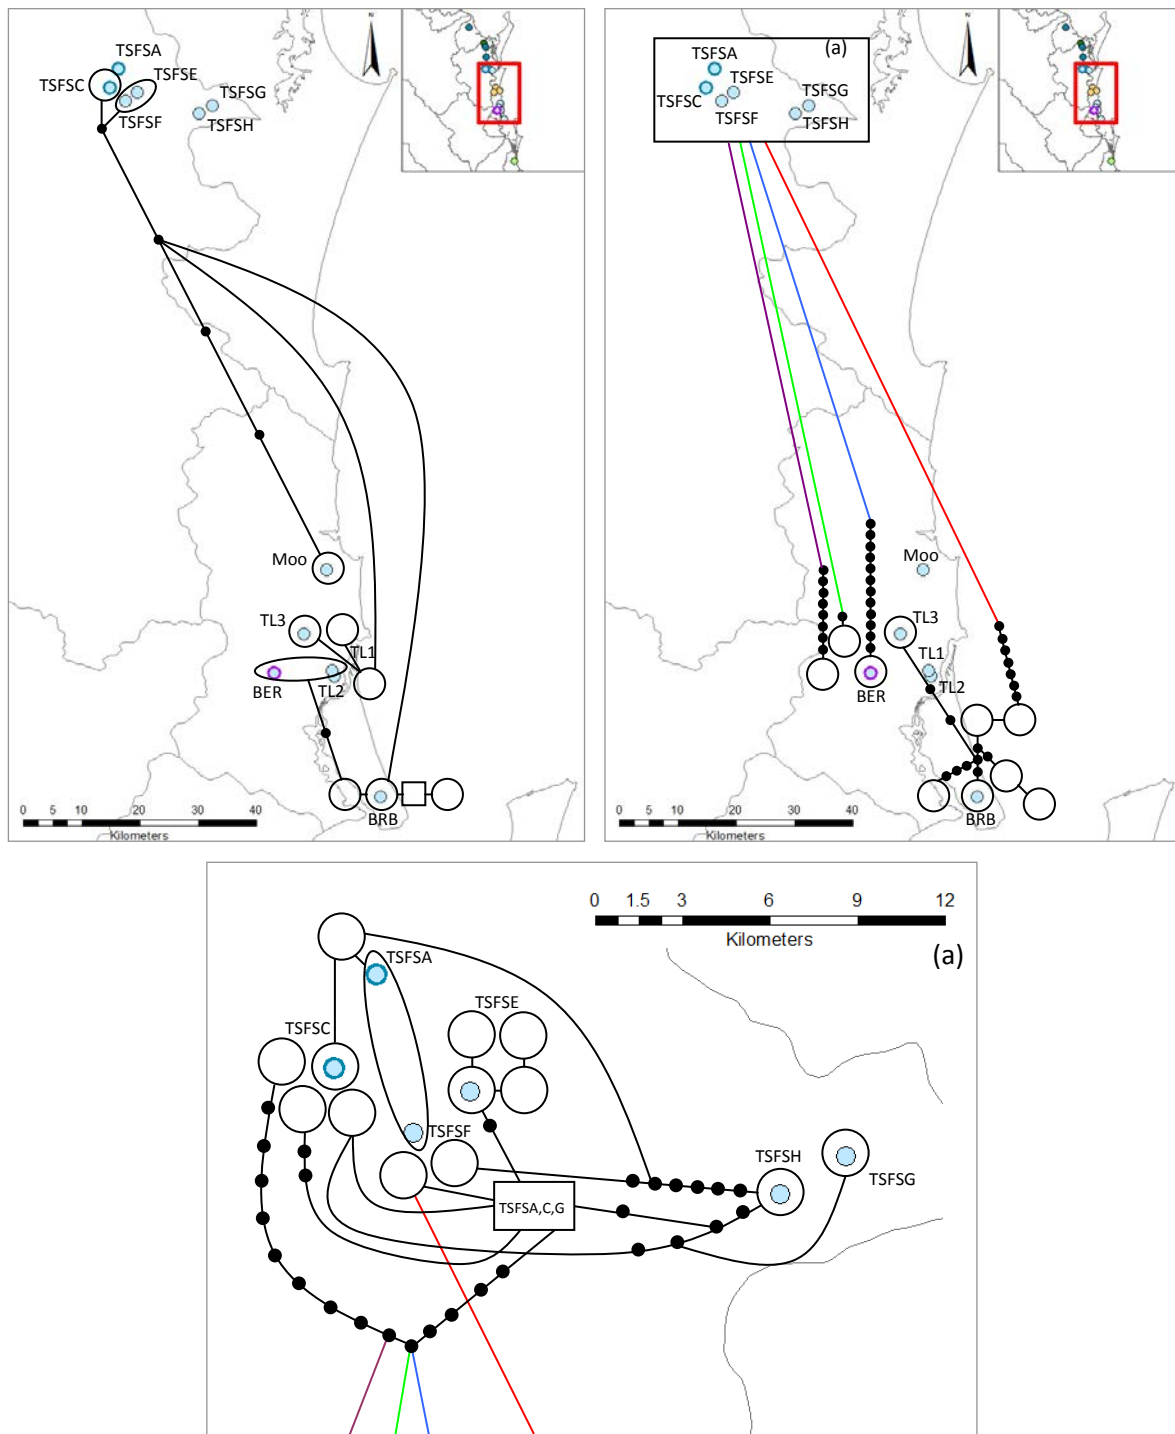 N
TSFSA
TSFSC
TSFSE
TSFSG
TSFSF
TSFSH
Moo
TL3
TL1
BER
TL2
BRB
0 5 10 20 30 40
Kilometers
N
(a)
TSFSA
TSFSE
TSFSC
TSFSG
TSFSF
TSFSH
Moo
TL3
TL1
TL2
BER
BRB
0 5 10 20 30 40
Kilometers
0 1.5 3 6 9 12
Kilometers
(a)
TSFSA
TSFSE
TSFSC
TSFSF
TSFSH
TSFSG
TSFSA,C,G